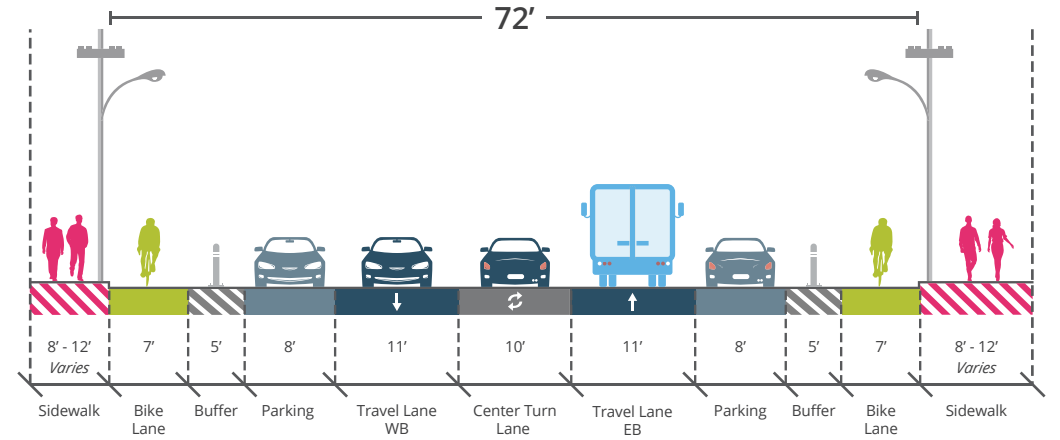 72’
8’ - 12’
Varies
7’
5’
8’
11’
10’
11’
8’
5’
7’
8’ - 12’
Varies
Sidewalk
Bike
Lane
Buffer
Parking
Travel Lane
WB
Center Turn
Lane
Travel Lane
EB
Parking
Buffer
Bike
Lane
Sidewalk